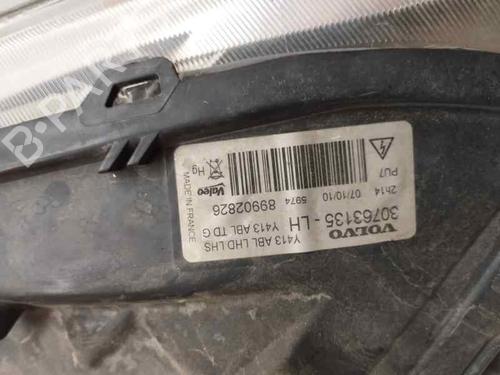 Y413 ABL LHD LHS
Y413 ABL TD G
VOLVO
30763135 - LH
89902826
5974
07/10/10
2h14
PU7
Valeo
Hg
MADE IN FRANCE
B-PARTS